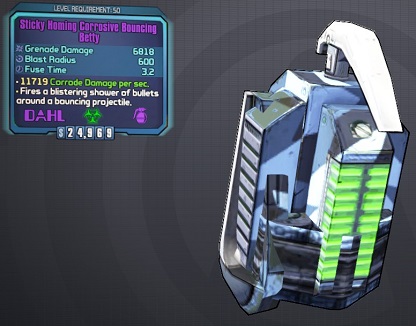 LEVEL REQUIREMENT: 50
Sticky Homing Corrosive Bouncing
Betty
Grenade Damage 6818
Blast Radius 600
Fuse Time 3.2
• 11719 Corrode Damage per sec.
• Fires a blistering shower of bullets
around a bouncing projectile.
DAHL
$24,969